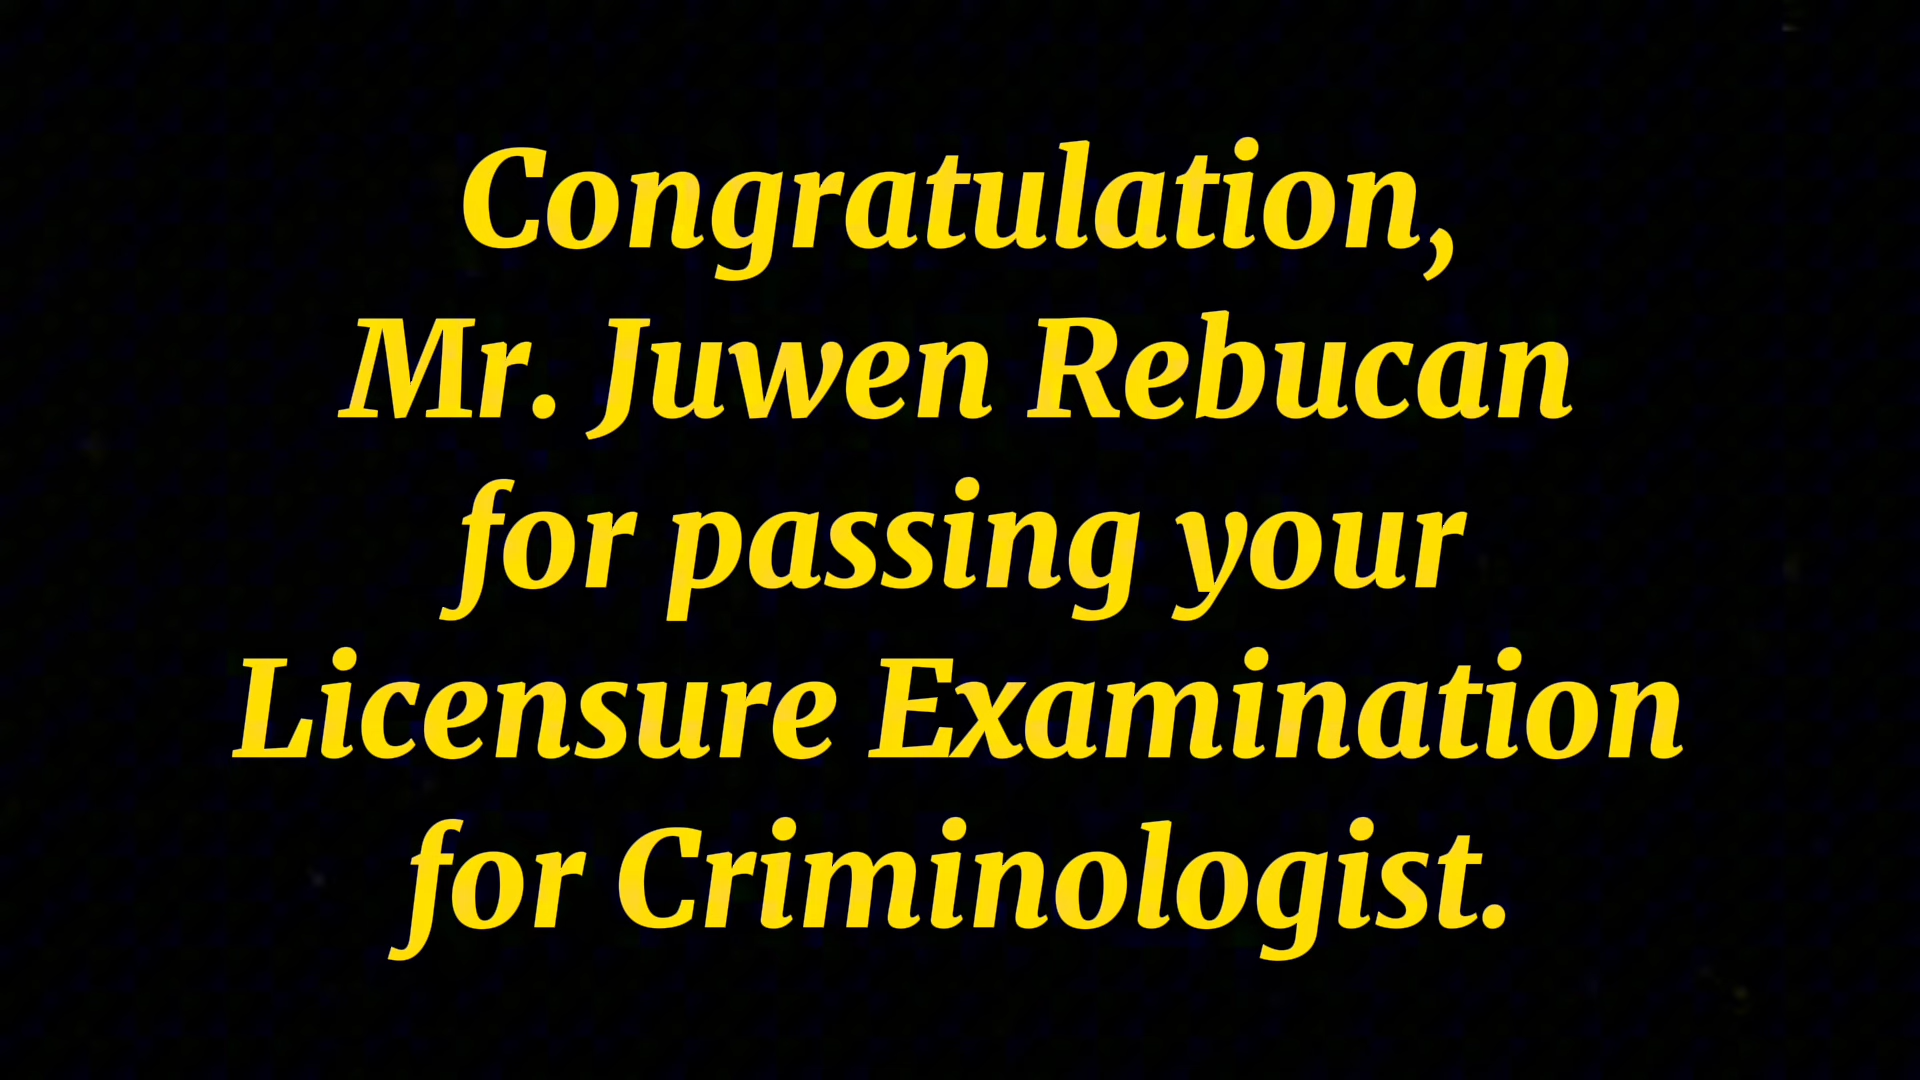 Congratulation,
Mr. Juwen Rebucan
for passing your
Licensure Examination
for Criminologist.